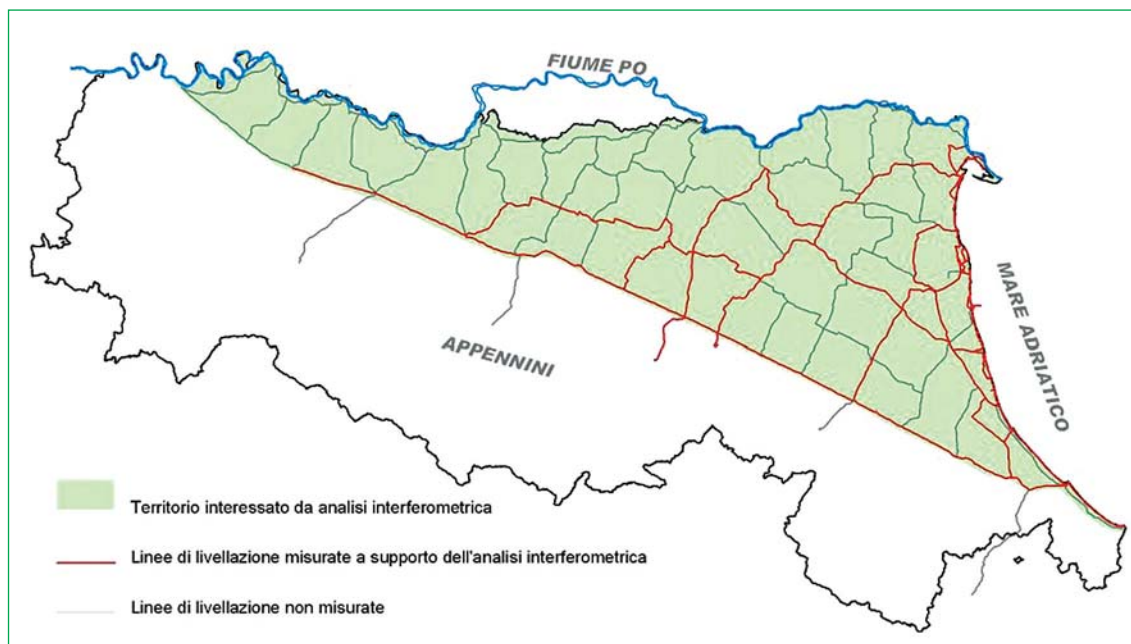 FIUME PO
MARE ADRIATICO
APPENNINI
Territorio interessato da analisi interferometrica
Linee di livellazione misurate a supporto dell'analisi interferometrica
Linee di livellazione non misurate